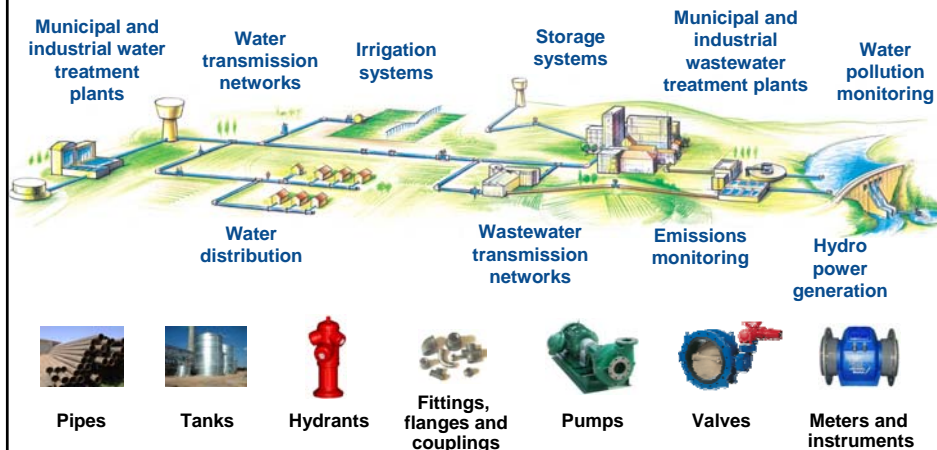 Municipal and
industrial water
treatment
plants
Water
transmission
networks
Irrigation
systems
Storage
systems
Municipal and
industrial
wastewater
treatment plants
Water
pollution
monitoring
Water
distribution
Wastewater
transmission
networks
Emissions
monitoring
Hydro
power
generation
Pipes
Tanks
Hydrants
Fittings,
flanges and
couplings
Pumps
Valves
Meters and
instruments